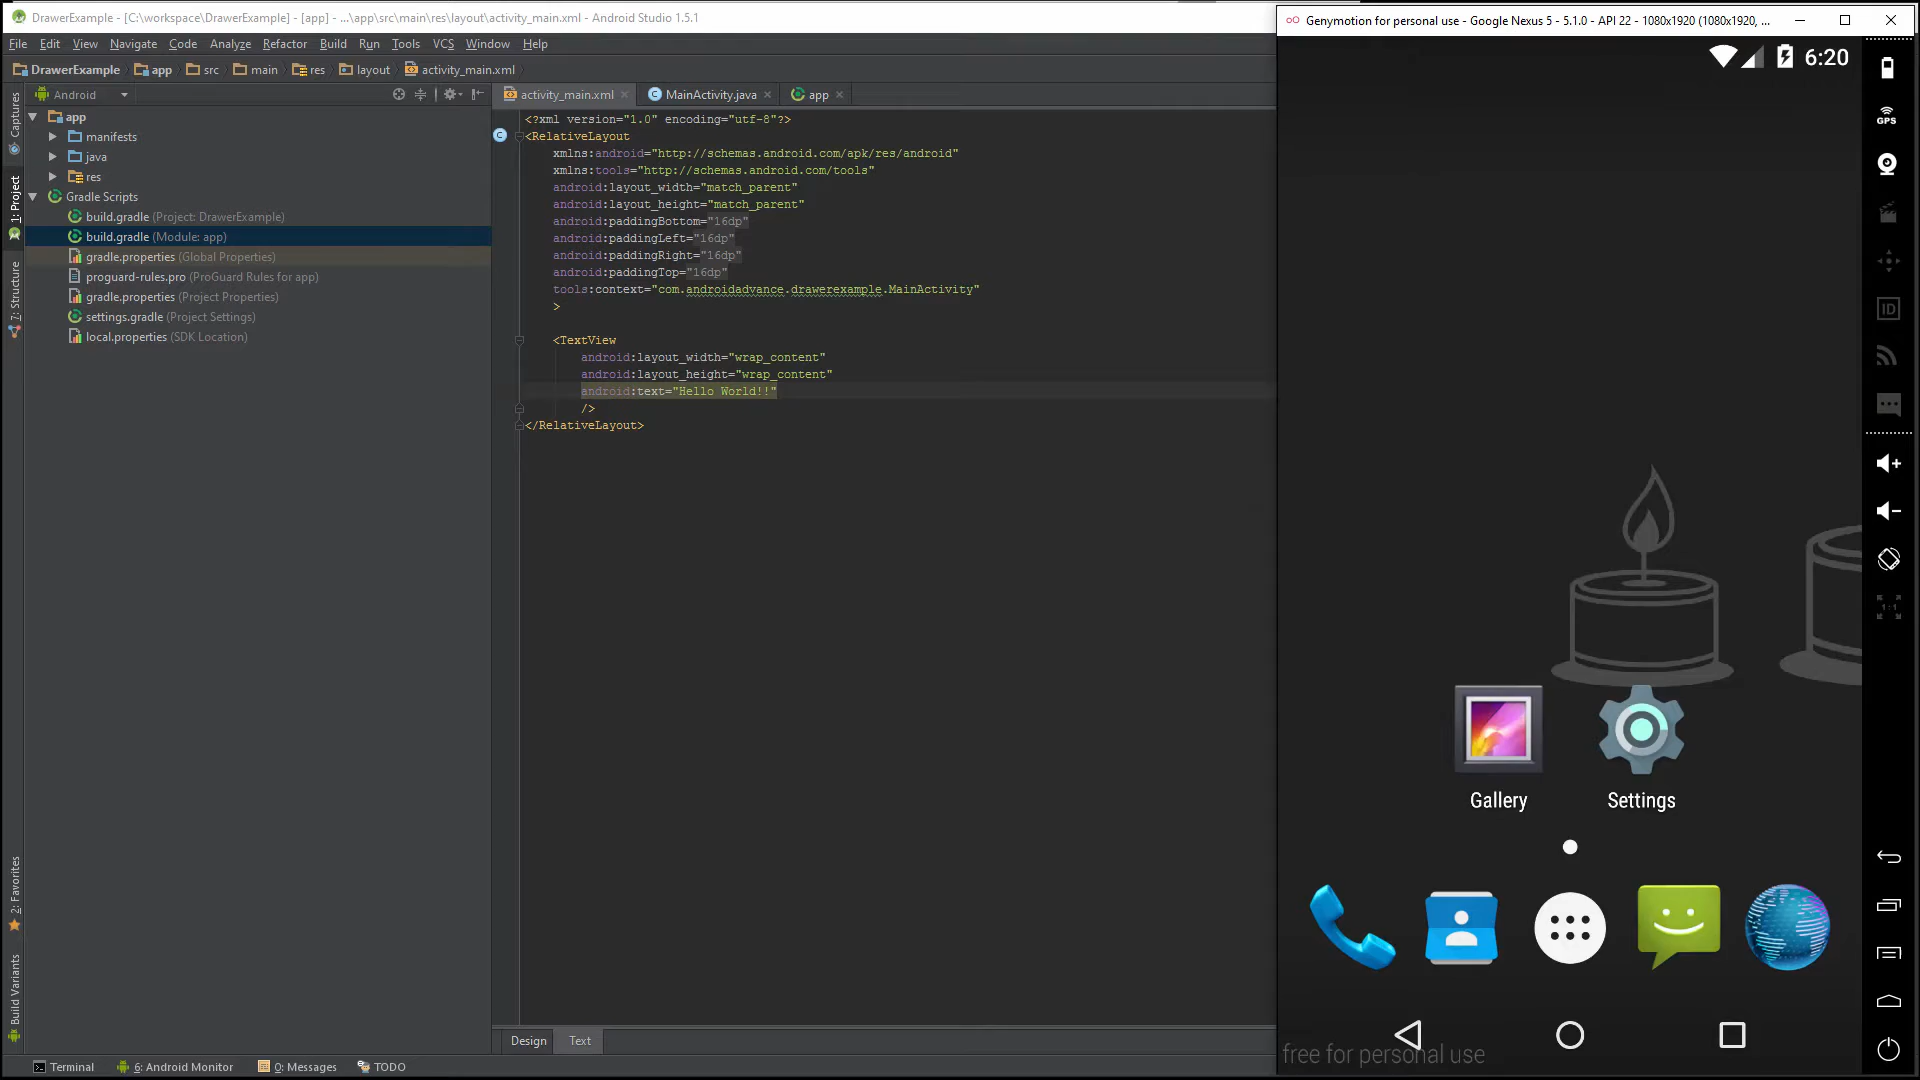 DrawerExample - [C:\workspace\DrawerExample] - [app] - ...\app\src\main\res\layout\activity_main.xml - Android Studio 1.5.1
File Edit View Navigate Code Analyze Refactor Build Run Tools VCS Window Help
DrawerExample app src main res layout activity_main.xml
Android
activity_main.xml MainActivity.java app
Captures
1: Project
7: Structure
2: Favorites
Build Variants
app
manifests
java
res
Gradle Scripts
build.gradle (Project: DrawerExample)
build.gradle (Module: app)
gradle.properties (Global Properties)
proguard-rules.pro (ProGuard Rules for app)
gradle.properties (Project Properties)
settings.gradle (Project Settings)
local.properties (SDK Location)
<?xml version="1.0" encoding="utf-8"?>
<RelativeLayout
xmlns:android="http://schemas.android.com/apk/res/android"
xmlns:tools="http://schemas.android.com/tools"
android:layout_width="match_parent"
android:layout_height="match_parent"
android:paddingBottom="16dp"
android:paddingLeft="16dp"
android:paddingRight="16dp"
android:paddingTop="16dp"
tools:context="com.androidadvance.drawerexample.MainActivity"
>
<TextView
android:layout_width="wrap_content"
android:layout_height="wrap_content"
android:text="Hello World!!"
/>
</RelativeLayout>
Design Text
Terminal 6: Android Monitor 0: Messages TODO
Genymotion for personal use - Google Nexus 5 - 5.1.0 - API 22 - 1080x1920 (1080x1920, ...
6:20
GPS
ID
1:1
Gallery Settings
free for personal use